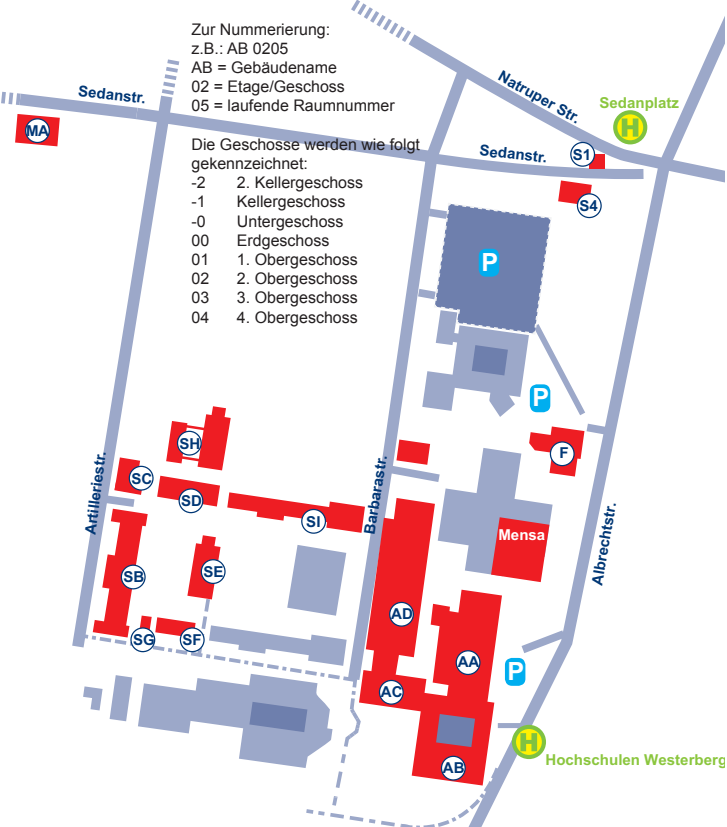 Zur Nummerierung:
z.B.: AB 0205
AB = Gebäudename
02 = Etage/Geschoss
05 = laufende Raumnummer
Die Geschosse werden wie folgt
gekennzeichnet:
-2 2. Kellergeschoss
-1 Kellergeschoss
-0 Untergeschoss
00 Erdgeschoss
01 1. Obergeschoss
02 2. Obergeschoss
03 3. Obergeschoss
04 4. Obergeschoss
Sedanstr.
MA
Natruper Str.
Sedanplatz
H
Sedanstr.
S1
S4
P
P
SH
F
SC
SD
SI
Artilleriestr.
Barbarastr.
Mensa
Albrechtstr.
SB
SE
AD
SG
SF
AA
P
AC
H
Hochschulen Westerberg
AB